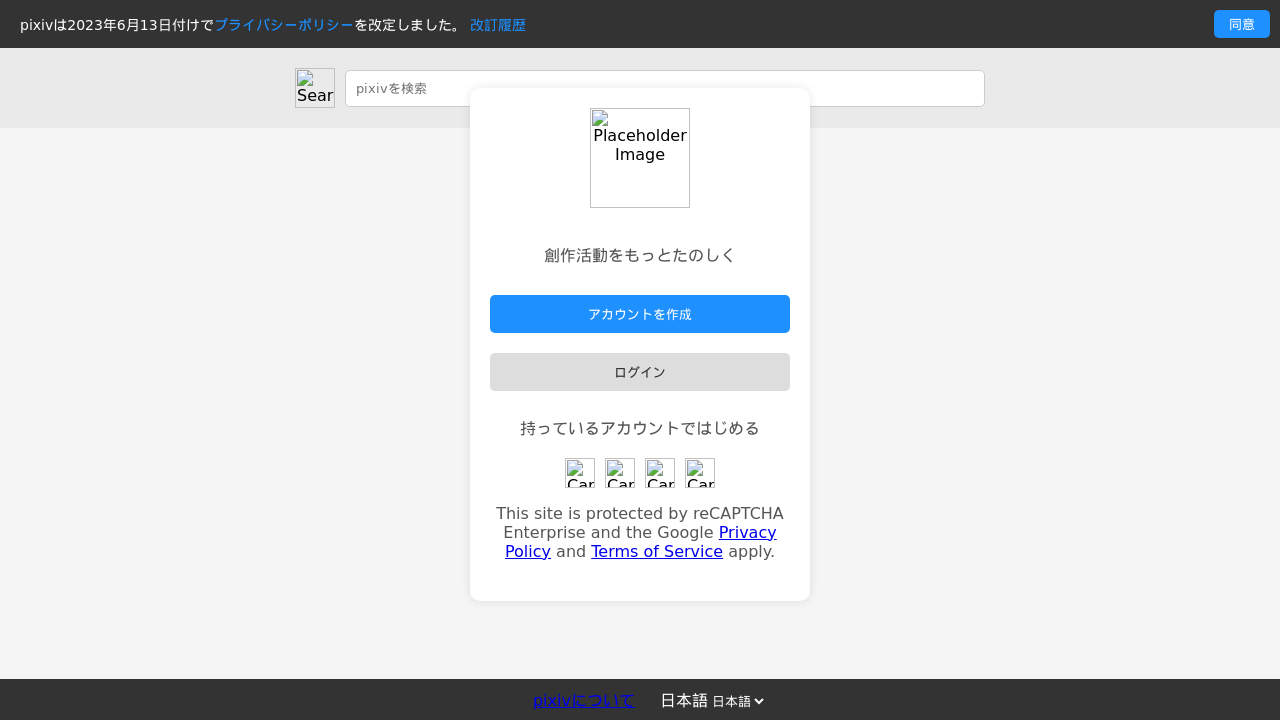 pixivは2023年6月13日付けでプライバシーポリシーを改定しました。 改訂履歴
同意
Sear
pixivを検索
Placeholder
Image
創作活動をもっとたのしく
アカウントを作成
ログイン
持っているアカウントではじめる
Car Car Car Car
This site is protected by reCAPTCHA
Enterprise and the Google Privacy
Policy and Terms of Service apply.
pixivについて 日本語 日本語